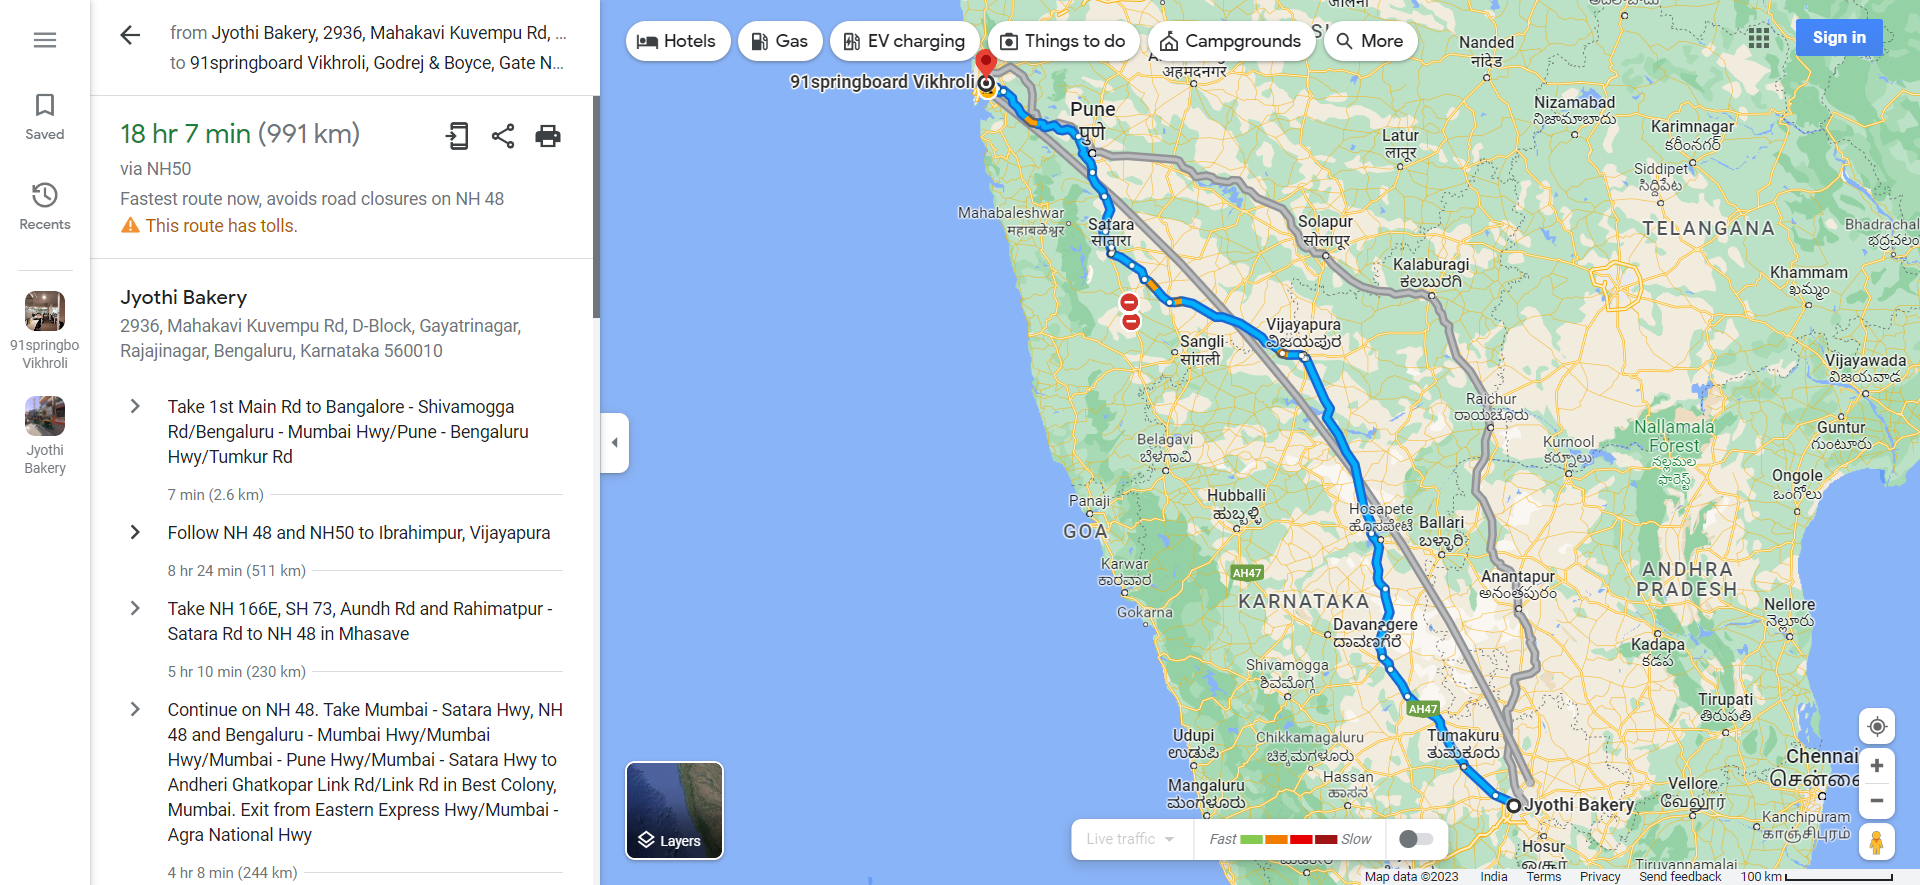 from Jyothi Bakery, 2936, Mahakavi Kuvempu Rd, ...
to 91springboard Vikhroli, Godrej & Boyce, Gate N...
Saved
Recents
91springbo
Vikhroli
Jyothi
Bakery
18 hr 7 min (991 km)
via NH50
Fastest route now, avoids road closures on NH 48
This route has tolls.
Jyothi Bakery
2936, Mahakavi Kuvempu Rd, D-Block, Gayatrinagar,
Rajajinagar, Bengaluru, Karnataka 560010
Take 1st Main Rd to Bangalore - Shivamogga
Rd/Bengaluru - Mumbai Hwy/Pune - Bengaluru
Hwy/Tumkur Rd
7 min (2.6 km)
Follow NH 48 and NH50 to Ibrahimpur, Vijayapura
8 hr 24 min (511 km)
Take NH 166E, SH 73, Aundh Rd and Rahimatpur -
Satara Rd to NH 48 in Mhasave
5 hr 10 min (230 km)
Continue on NH 48. Take Mumbai - Satara Hwy, NH
48 and Bengaluru - Mumbai Hwy/Mumbai
Hwy/Mumbai - Pune Hwy/Mumbai - Satara Hwy to
Andheri Ghatkopar Link Rd/Link Rd in Best Colony,
Mumbai. Exit from Eastern Express Hwy/Mumbai -
Agra National Hwy
4 hr 8 min (244 km)
Hotels
Gas
EV charging
Things to do
Campgrounds
More
Sign in
जालना
Nanded
नांदेड
अहमदनगर
91springboard Vikhroli
Pune
पुणे
Nizamabad
నిజామాబాదు
Karimnagar
కరీంనగర్
Latur
लातूर
Siddipet
సిద్దిపేట
Mahabaleshwar
महाबळेश्वर
Satara
सातारा
Solapur
सोलापूर
TELANGANA
Bhadrachal
భద్రాచలం
Kalaburagi
ಕಲಬುರಗಿ
Khammam
ఖమ్మం
Vijayapura
ವಿಜಯಪುರ
Sangli
सांगली
Vijayawada
విజయవాడ
Raichur
ರಾಯಚೂರು
Nallamala
Forest
నల్లమల
ఫారెస్ట్
Guntur
గుంటూరు
Belagavi
ಬೆಳಗಾವಿ
Kurnool
కర్నూలు
Ongole
ఒంగోలు
Panaji
पणजी
GOA
Hubballi
ಹುಬ್ಬಳ್ಳಿ
Hosapete
ಹೊಸಪೇಟೆ
Ballari
ಬಳ್ಳಾರಿ
Karwar
ಕಾರವಾರ
AH47
Anantapur
అనంతపురం
ANDHRA
PRADESH
Gokarna
KARNATAKA
Nellore
నెల్లూరు
Davanagere
ದಾವಣಗೆರೆ
Kadapa
కడప
Shivamogga
ಶಿವಮೊಗ್ಗ
AH47
Tirupati
తిరుపతి
Udupi
ಉಡುಪಿ
Chikkamagaluru
ಚಿಕ್ಕಮಗಳೂರು
Tumakuru
ತುಮಕೂರು
Chennai
Hassan
ಹಾಸನ
Mangaluru
ಮಂಗಳೂರು
Vellore
வேலூர்
Jyothi Bakery
Kanchipuram
காஞ்சிபுரம்
Hosur
ஓசூர்
Tiruvannamalai
Layers
Live traffic
Fast
Slow
Map data ©2023
India
Terms
Privacy
Send feedback
100 km